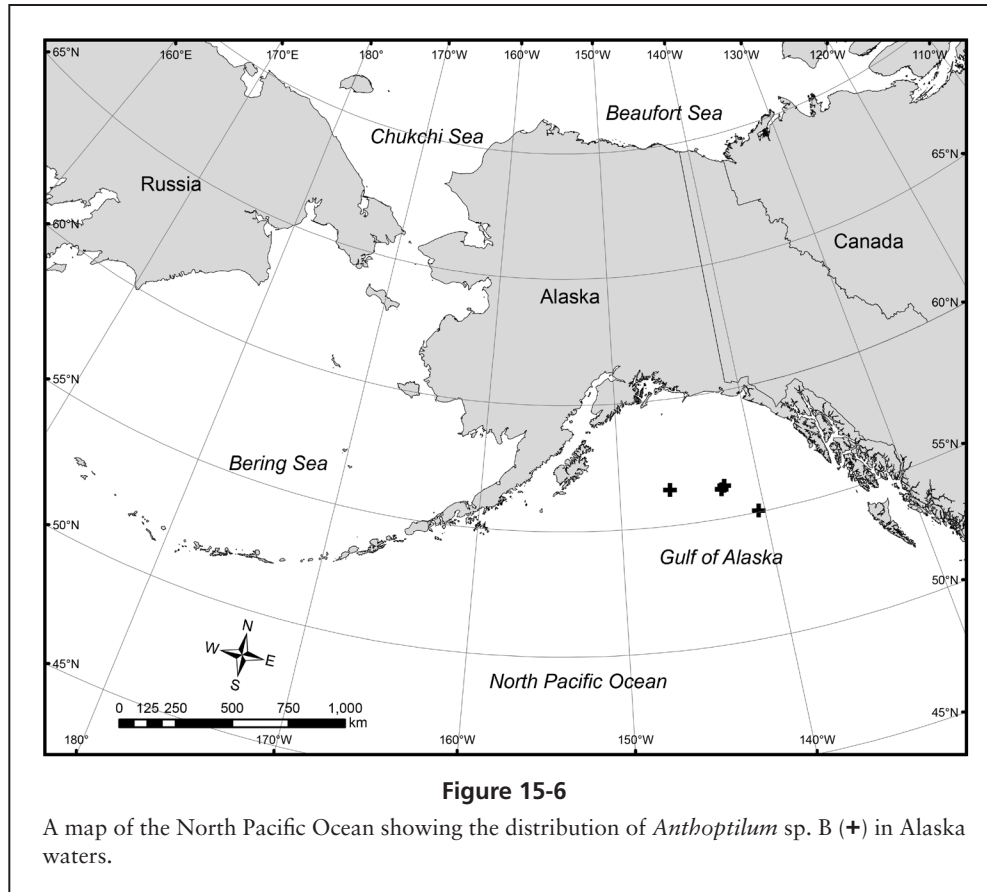 160°E 170°E 180° 160°W 150°W 140°W 130°W 120°W 110°W
65°N
Beaufort Sea
Chukchi Sea
65°N
Russia
60°N
Canada
Alaska
60°N
55°N
55°N
Bering Sea
50°N
Gulf of Alaska
50°N
N
W E
S
45°N
North Pacific Ocean
0 125 250 500 750 1,000
km
45°N
180° 170°W 160°W 150°W 140°W
Figure 15-6
A map of the North Pacific Ocean showing the distribution of Anthoptilum sp. B (+) in Alaska
waters.